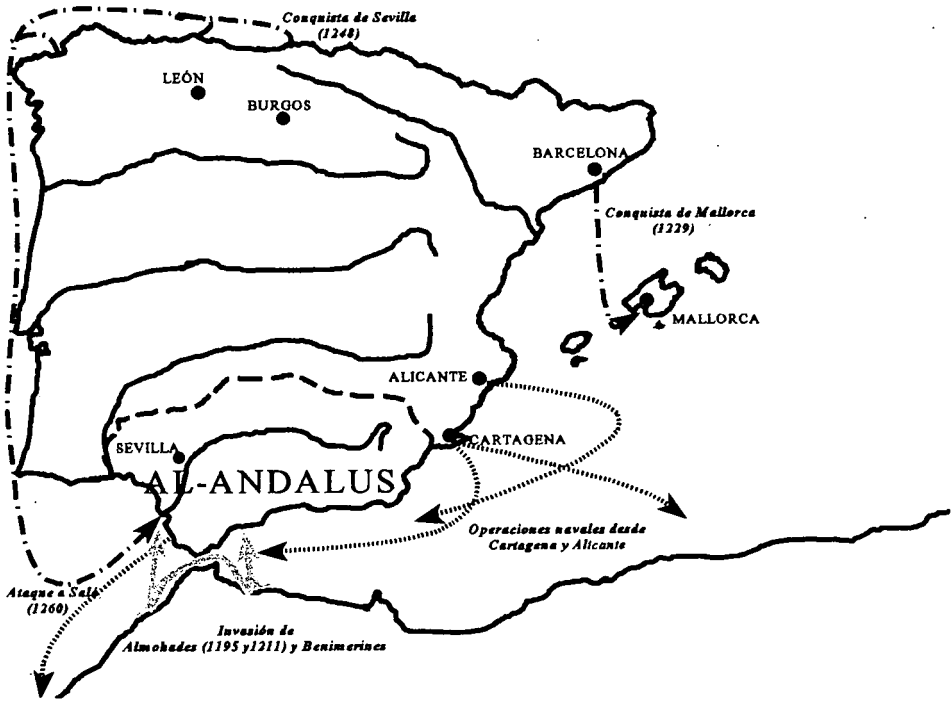 Conquista de Sevilla
(1248)
LEÓN
BURGOS
BARCELONA
Conquista de Mallorca
(1229)
MALLORCA
ALICANTE
CARTAGENA
SEVILLA
AL-ANDALUS
Operaciones navales desde
Cartagena y Alicante
Ataque a Salé
(1260)
Invasión de
Almohades (1195 y1211) y Benimerines